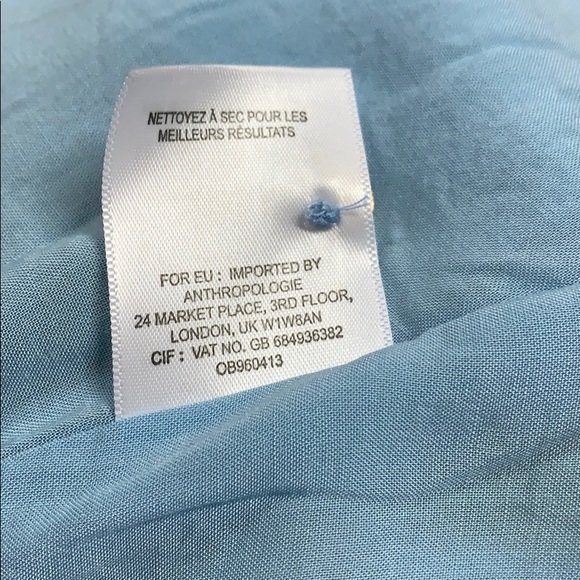 NETTOYEZ À SEC POUR LES
MEILLEURS RÉSULTATS
FOR EU : IMPORTED BY
ANTHROPOLOGIE
24 MARKET PLACE, 3RD FLOOR,
LONDON, UK W1W8AN
CIF : VAT NO. GB 684936382
OB960413